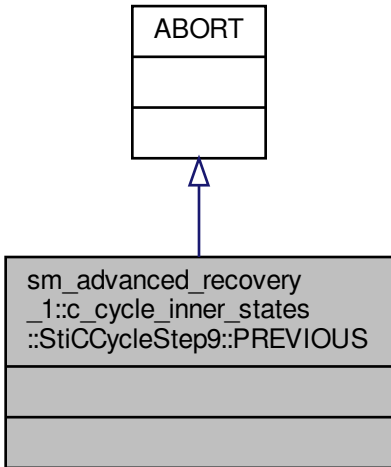 ABORT
sm_advanced_recovery
_1::c_cycle_inner_states
::StiCCycleStep9::PREVIOUS